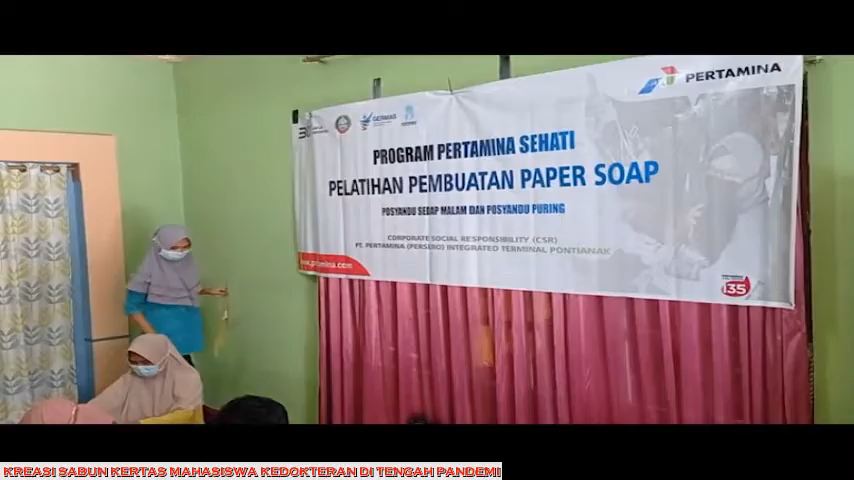 PERTAMINA
GERMAS
PROGRAM PERTAMINA SEHATI
PELATIHAN PEMBUATAN PAPER SOAP
POSYANDU SEDAP MALAM DAN POSYANDU PURING
CORPORATE SOCIAL RESPONSIBILITY (CSR)
PT. PERTAMINA (PERSERO) INTEGRATED TERMINAL PONTIANAK
135
KREASI SABUN KERTAS MAHASISWA KEDOKTERAN DI TENGAH PANDEMI